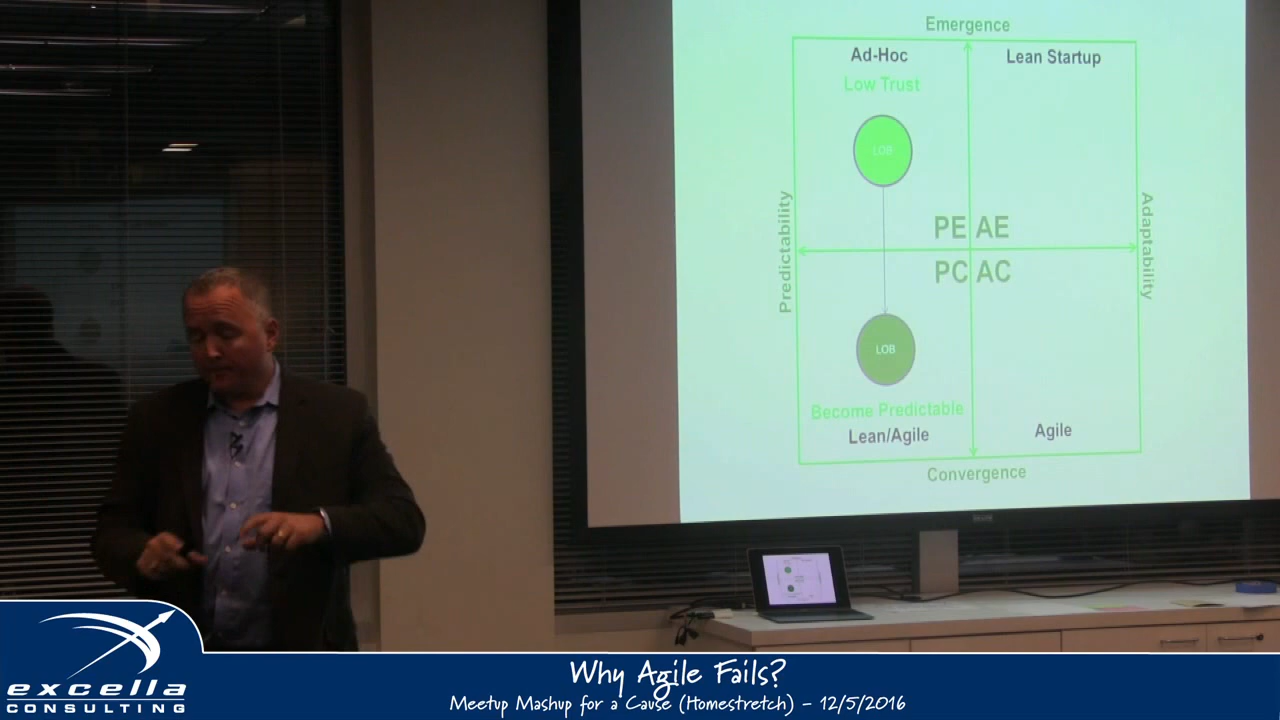 Emergence
Ad-Hoc
Lean Startup
Low Trust
LOB
Predictability
Adaptability
PE AE
PC AC
LOB
Become Predictable
Lean/Agile
Agile
Convergence
excella
CONSULTING
Why Agile Fails?
Meetup Mashup for a Cause (Homestretch) - 12/5/2016